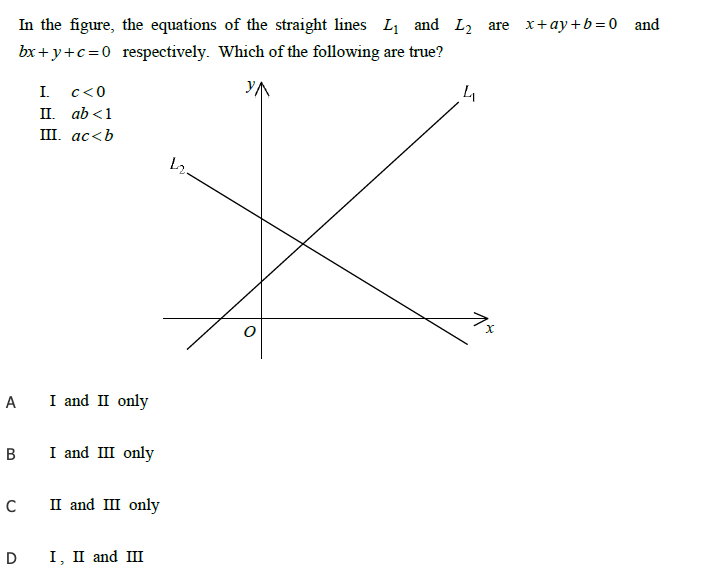 In the figure, the equations of the straight lines L₁ and L₂ are x+ay+b=0 and
bx+y+c=0 respectively. Which of the following are true?
I. c<0
II. ab<1
III. ac<b
y
L₁
L₂
O
x
A I and II only
B I and III only
C II and III only
D I, II and III